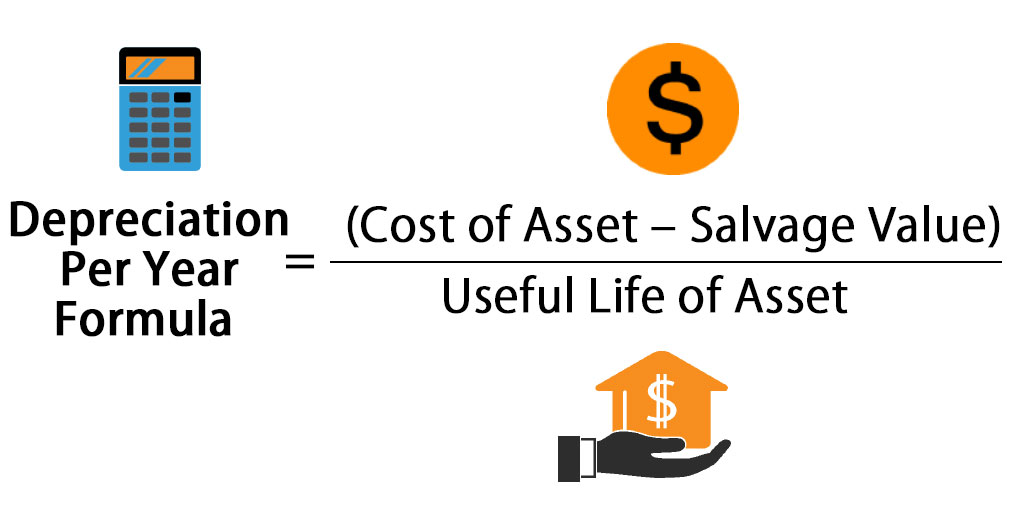 $
Depreciation
Per Year
Formula
=
(Cost of Asset – Salvage Value)
Useful Life of Asset
$